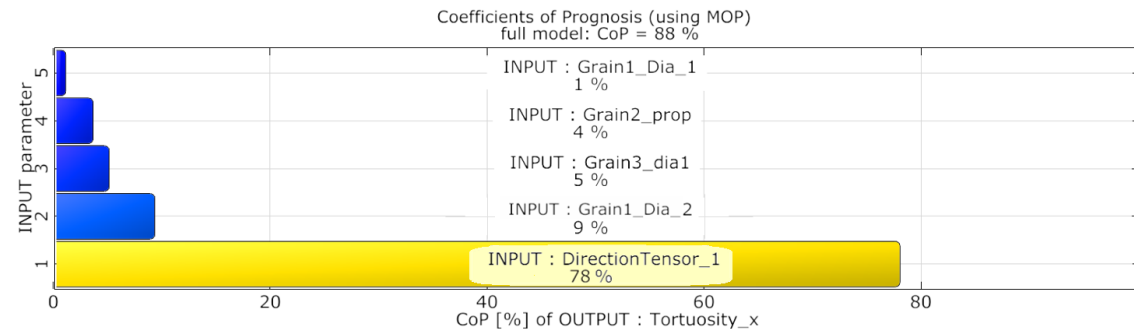 Coefficients of Prognosis (using MOP)
full model: CoP = 88 %
INPUT parameter
5
INPUT : Grain1_Dia_1
1 %
4
INPUT : Grain2_prop
4 %
3
INPUT : Grain3_dia1
5 %
2
INPUT : Grain1_Dia_2
9 %
1
INPUT : DirectionTensor_1
78 %
0 20 40 60 80
CoP [%] of OUTPUT : Tortuosity_x